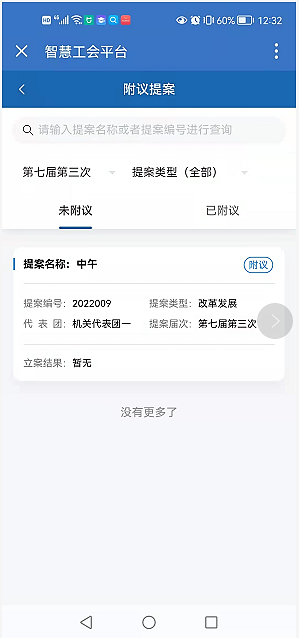 60% 12:32
智慧工会平台
附议提案
请输入提案名称或者提案编号进行查询
第七届第三次 提案类型（全部）
未附议 已附议
提案名称：中午 附议
提案编号：2022009 提案类型：改革发展
代 表 团：机关代表团一 提案届次：第七届第三次
立案结果：暂无
没有更多了